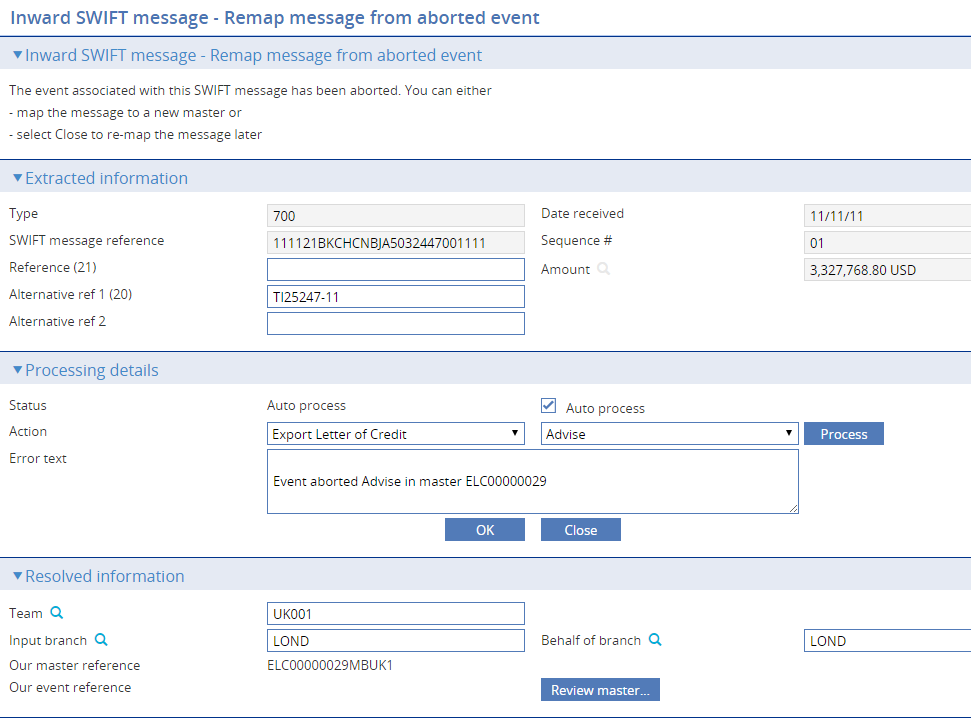 Inward SWIFT message - Remap message from aborted event
Inward SWIFT message - Remap message from aborted event
The event associated with this SWIFT message has been aborted. You can either
- map the message to a new master or
- select Close to re-map the message later
Extracted information
Type 700 Date received 11/11/11
SWIFT message reference 111121BKCHCNBJA5032447001111 Sequence # 01
Reference (21) Amount 3,327,768.80 USD
Alternative ref 1 (20) TI25247-11
Alternative ref 2
Processing details
Status Auto process Auto process
Action Export Letter of Credit Advise Process
Error text
Event aborted Advise in master ELC00000029
OK Close
Resolved information
Team UK001
Input branch LOND Behalf of branch LOND
Our master reference ELC00000029MBUK1
Our event reference Review master...